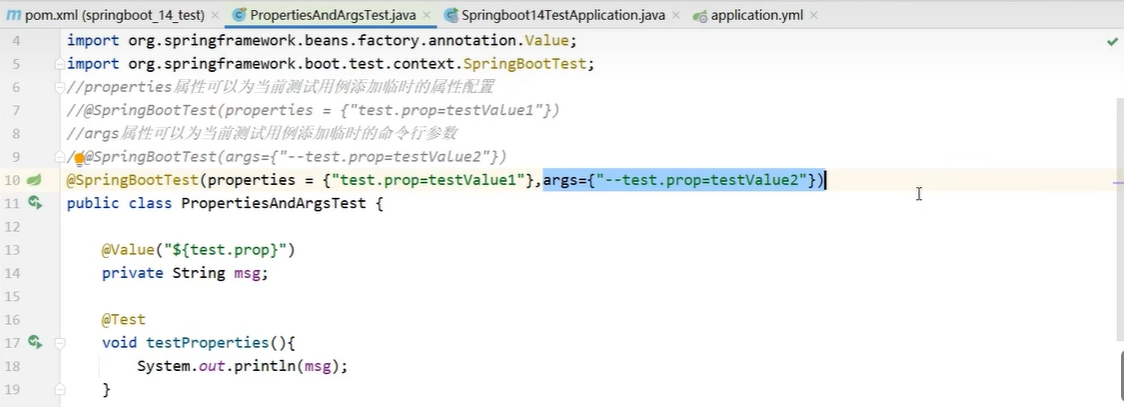 pom.xml (springboot_14_test) PropertiesAndArgsTest.java Springboot14TestApplication.java application.yml
4 import org.springframework.beans.factory.annotation.Value;
5 import org.springframework.boot.test.context.SpringBootTest;
6 //properties属性可以为当前测试用例添加临时的属性配置
7 //@SpringBootTest(properties = {"test.prop=testValue1"})
8 //args属性可以为当前测试用例添加临时的命令行参数
9 //@SpringBootTest(args={"--test.prop=testValue2"})
10 @SpringBootTest(properties = {"test.prop=testValue1"},args={"--test.prop=testValue2"})
11 public class PropertiesAndArgsTest {
12
13 @Value("${test.prop}")
14 private String msg;
15
16 @Test
17 void testProperties(){
18 System.out.println(msg);
19 }